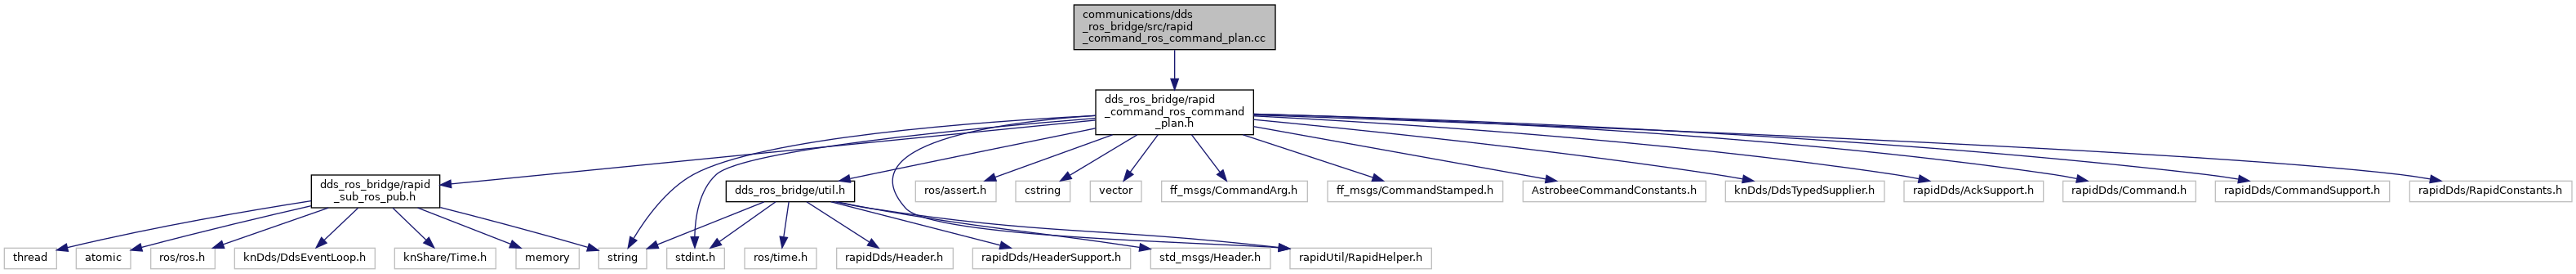 communications/dds
_ros_bridge/src/rapid
_command_ros_command_plan.cc
dds_ros_bridge/rapid
_command_ros_command
_plan.h
dds_ros_bridge/rapid
_sub_ros_pub.h
dds_ros_bridge/util.h
ros/assert.h
cstring
vector
ff_msgs/CommandArg.h
ff_msgs/CommandStamped.h
AstrobeeCommandConstants.h
knDds/DdsTypedSupplier.h
rapidDds/AckSupport.h
rapidDds/Command.h
rapidDds/CommandSupport.h
rapidDds/RapidConstants.h
thread
atomic
ros/ros.h
knDds/DdsEventLoop.h
knShare/Time.h
memory
string
stdint.h
ros/time.h
rapidDds/Header.h
rapidDds/HeaderSupport.h
std_msgs/Header.h
rapidUtil/RapidHelper.h